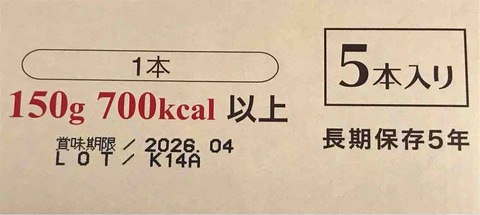 1本
150g 700kcal 以上
賞味期限 / 2026. 04
LOT / K14A
5本入り
長期保存5年